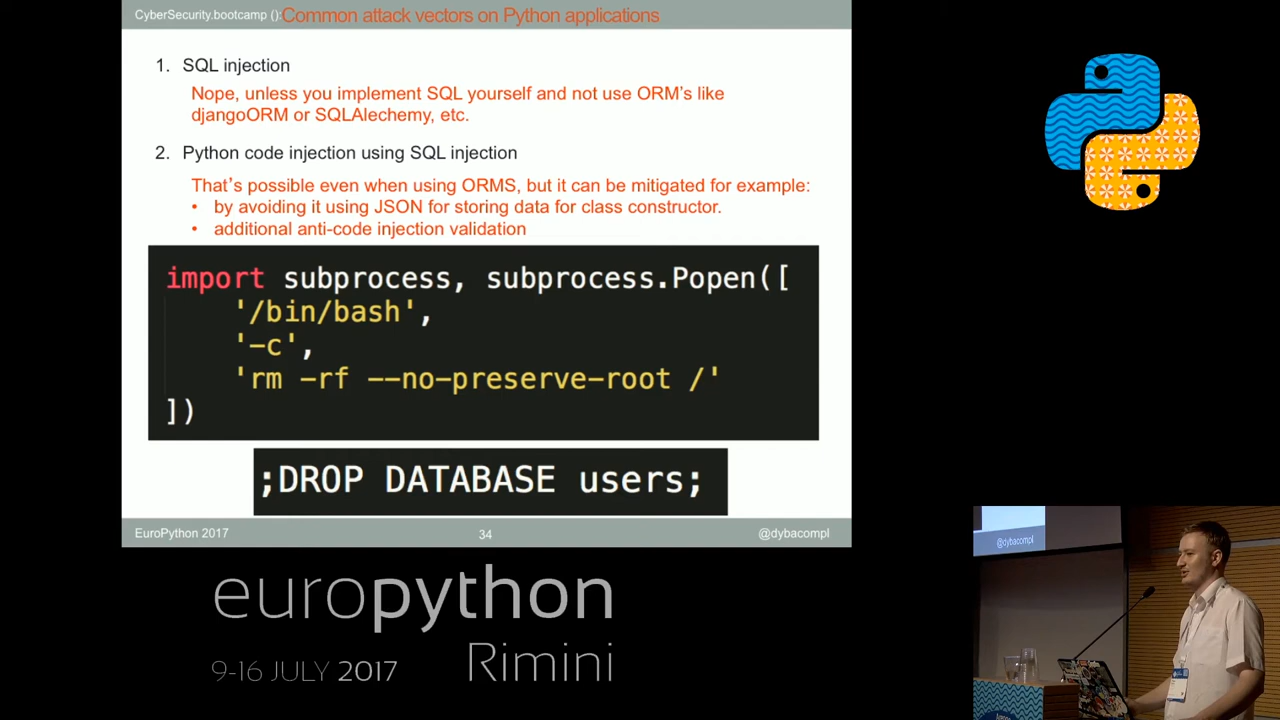 CyberSecurity.bootcamp (): Common attack vectors on Python applications
1. SQL injection
Nope, unless you implement SQL yourself and not use ORM's like
djangoORM or SQLAlechemy, etc.
2. Python code injection using SQL injection
That's possible even when using ORMS, but it can be mitigated for example:
• by avoiding it using JSON for storing data for class constructor.
• additional anti-code injection validation
import subprocess, subprocess.Popen([
'/bin/bash',
'-c',
'rm -rf --no-preserve-root /'
])
;DROP DATABASE users;
EuroPython 2017
34
@dybacompl
europython
9-16 JULY 2017
Rimini
@dybacompl